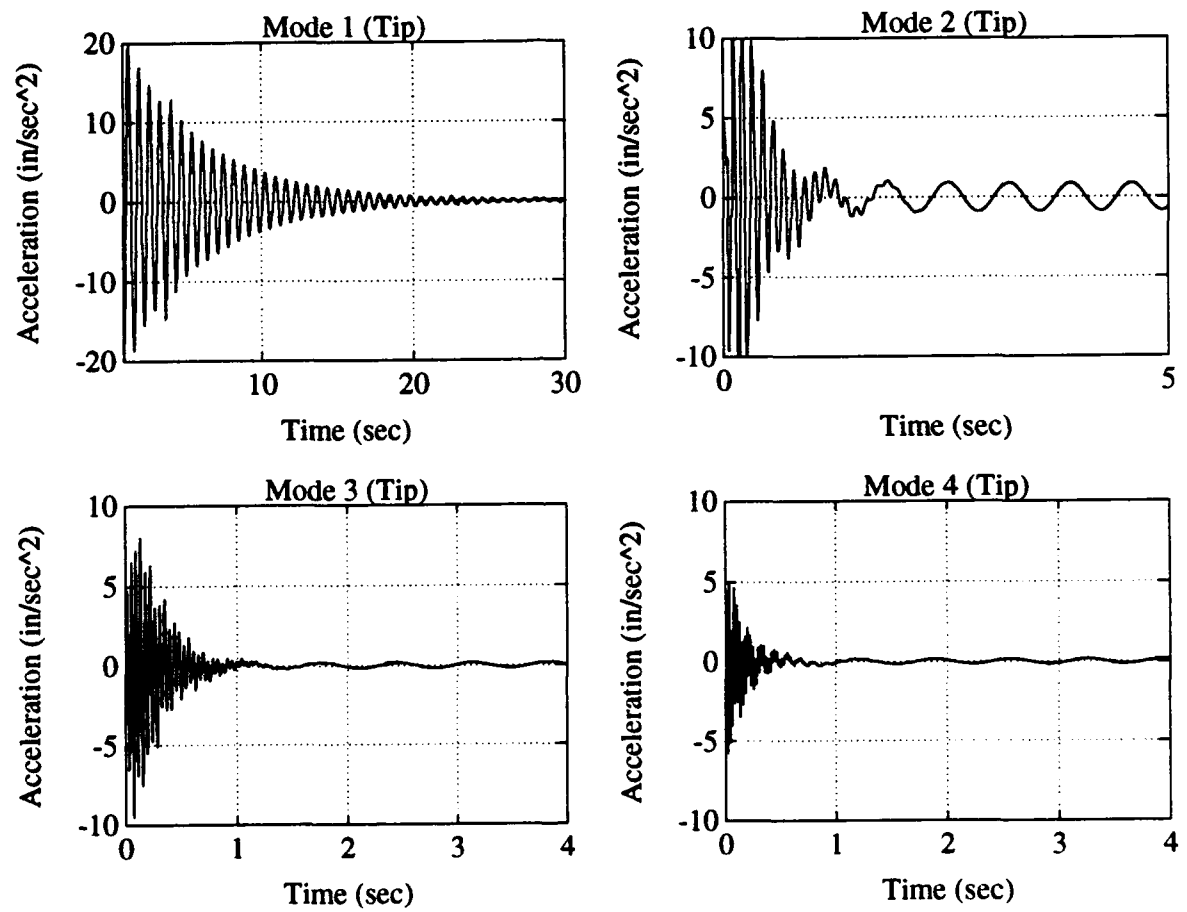 Mode 1 (Tip)
Acceleration (in/sec^2)
20
10
0
-10
-20
10
20
30
Time (sec)
Mode 2 (Tip)
Acceleration (in/sec^2)
10
5
0
-5
-10
0
5
Time (sec)
Mode 3 (Tip)
Acceleration (in/sec^2)
10
5
0
-5
-10
0
1
2
3
4
Time (sec)
Mode 4 (Tip)
Acceleration (in/sec^2)
10
5
0
-5
-10
0
1
2
3
4
Time (sec)